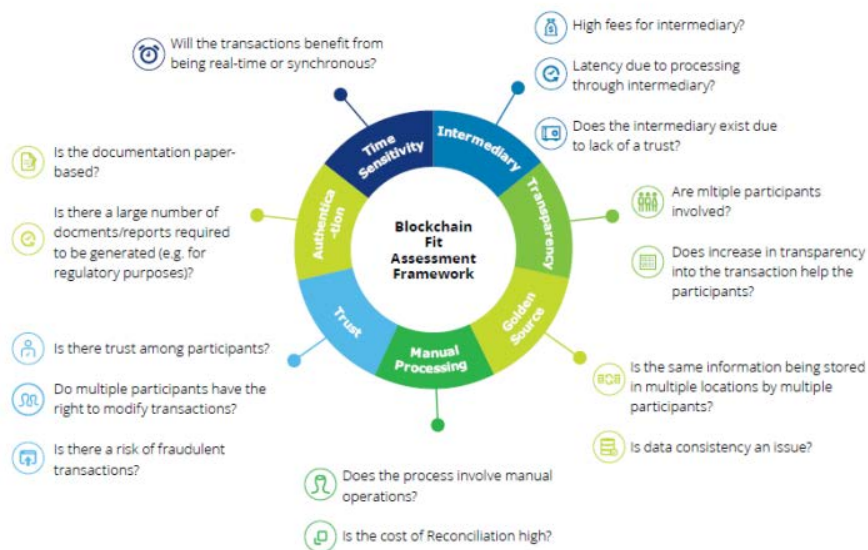 Will the transactions benefit from
being real-time or synchronous?
High fees for intermediary?
Latency due to processing
through intermediary?
Does the intermediary exist due
to lack of a trust?
Is the documentation paper-
based?
Is there a large number of
docments/reports required
to be generated (e.g. for
regulatory purposes)?
Are mltiple participants
involved?
Does increase in transparency
into the transaction help the
participants?
Is there trust among participants?
Do multiple participants have the
right to modify transactions?
Is there a risk of fraudulent
transactions?
Is the same information being stored
in multiple locations by multiple
participants?
Is data consistency an issue?
Does the process involve manual
operations?
Is the cost of Reconciliation high?
Time
Sensitivity
Intermediary
Transparency
Golden
Source
Manual
Processing
Trust
Authentica
-tion
Blockchain
Fit
Assessment
Framework